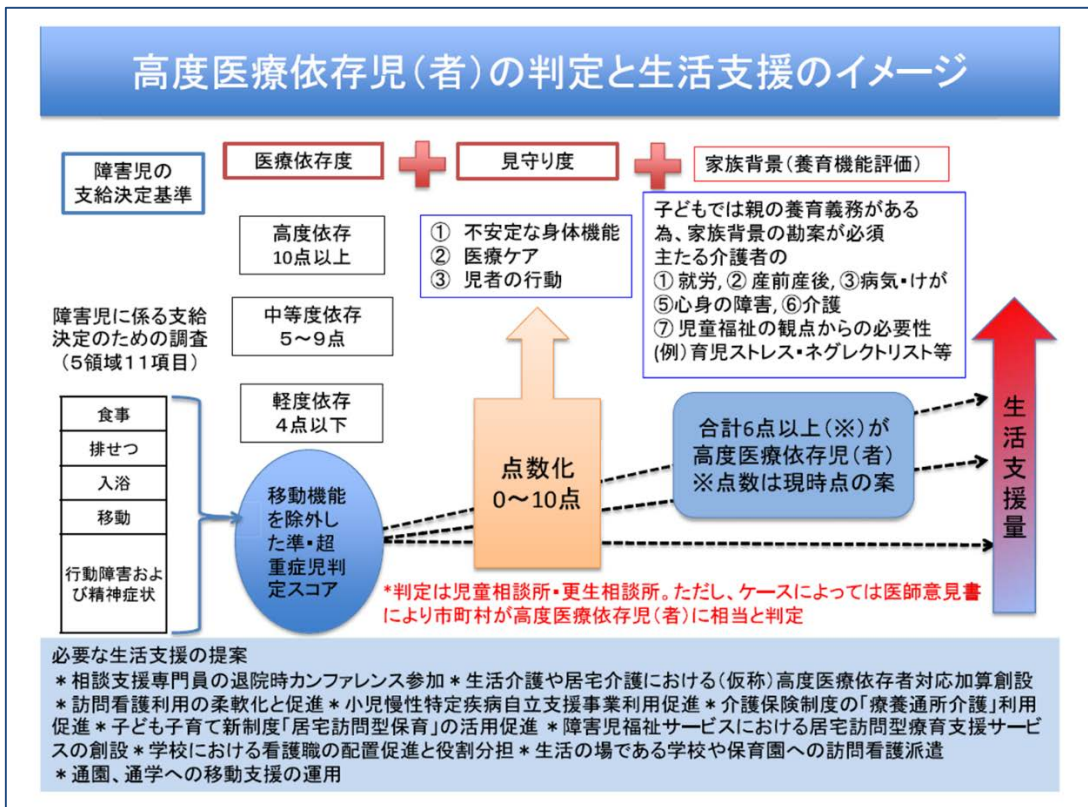 高度医療依存児(者)の判定と生活支援のイメージ
障害児の
支給決定基準
医療依存度
見守り度
家族背景(養育機能評価)
高度依存
10点以上
中等度依存
5～9点
軽度依存
4点以下
① 不安定な身体機能
② 医療ケア
③ 児者の行動
子どもでは親の養育義務がある
為、家族背景の勘案が必須
主たる介護者の
① 就労, ② 産前産後, ③病気・けが
⑤心身の障害, ⑥介護
⑦ 児童福祉の観点からの必要性
(例)育児ストレス・ネグレクトリスト等
障害児に係る支給
決定のための調査
(5領域11項目)
食事
排せつ
入浴
移動
行動障害およ
び精神症状
移動機能
を除外し
た準・超
重症児判
定スコア
点数化
0～10点
合計6点以上(※)が
高度医療依存児(者)
※点数は現時点の案
生活支援量
*判定は児童相談所・更生相談所。ただし、ケースによっては医師意見書
により市町村が高度医療依存児(者)に相当と判定
必要な生活支援の提案
＊相談支援専門員の退院時カンファレンス参加＊生活介護や居宅介護における(仮称)高度医療依存者対応加算創設
＊訪問看護利用の柔軟化と促進＊小児慢性特定疾病自立支援事業利用促進＊介護保険制度の「療養通所介護」利用
促進＊子ども子育て新制度「居宅訪問型保育」の活用促進＊障害児福祉サービスにおける居宅訪問型療育支援サービ
スの創設＊学校における看護職の配置促進と役割分担＊生活の場である学校や保育園への訪問看護派遣
＊通園、通学への移動支援の運用